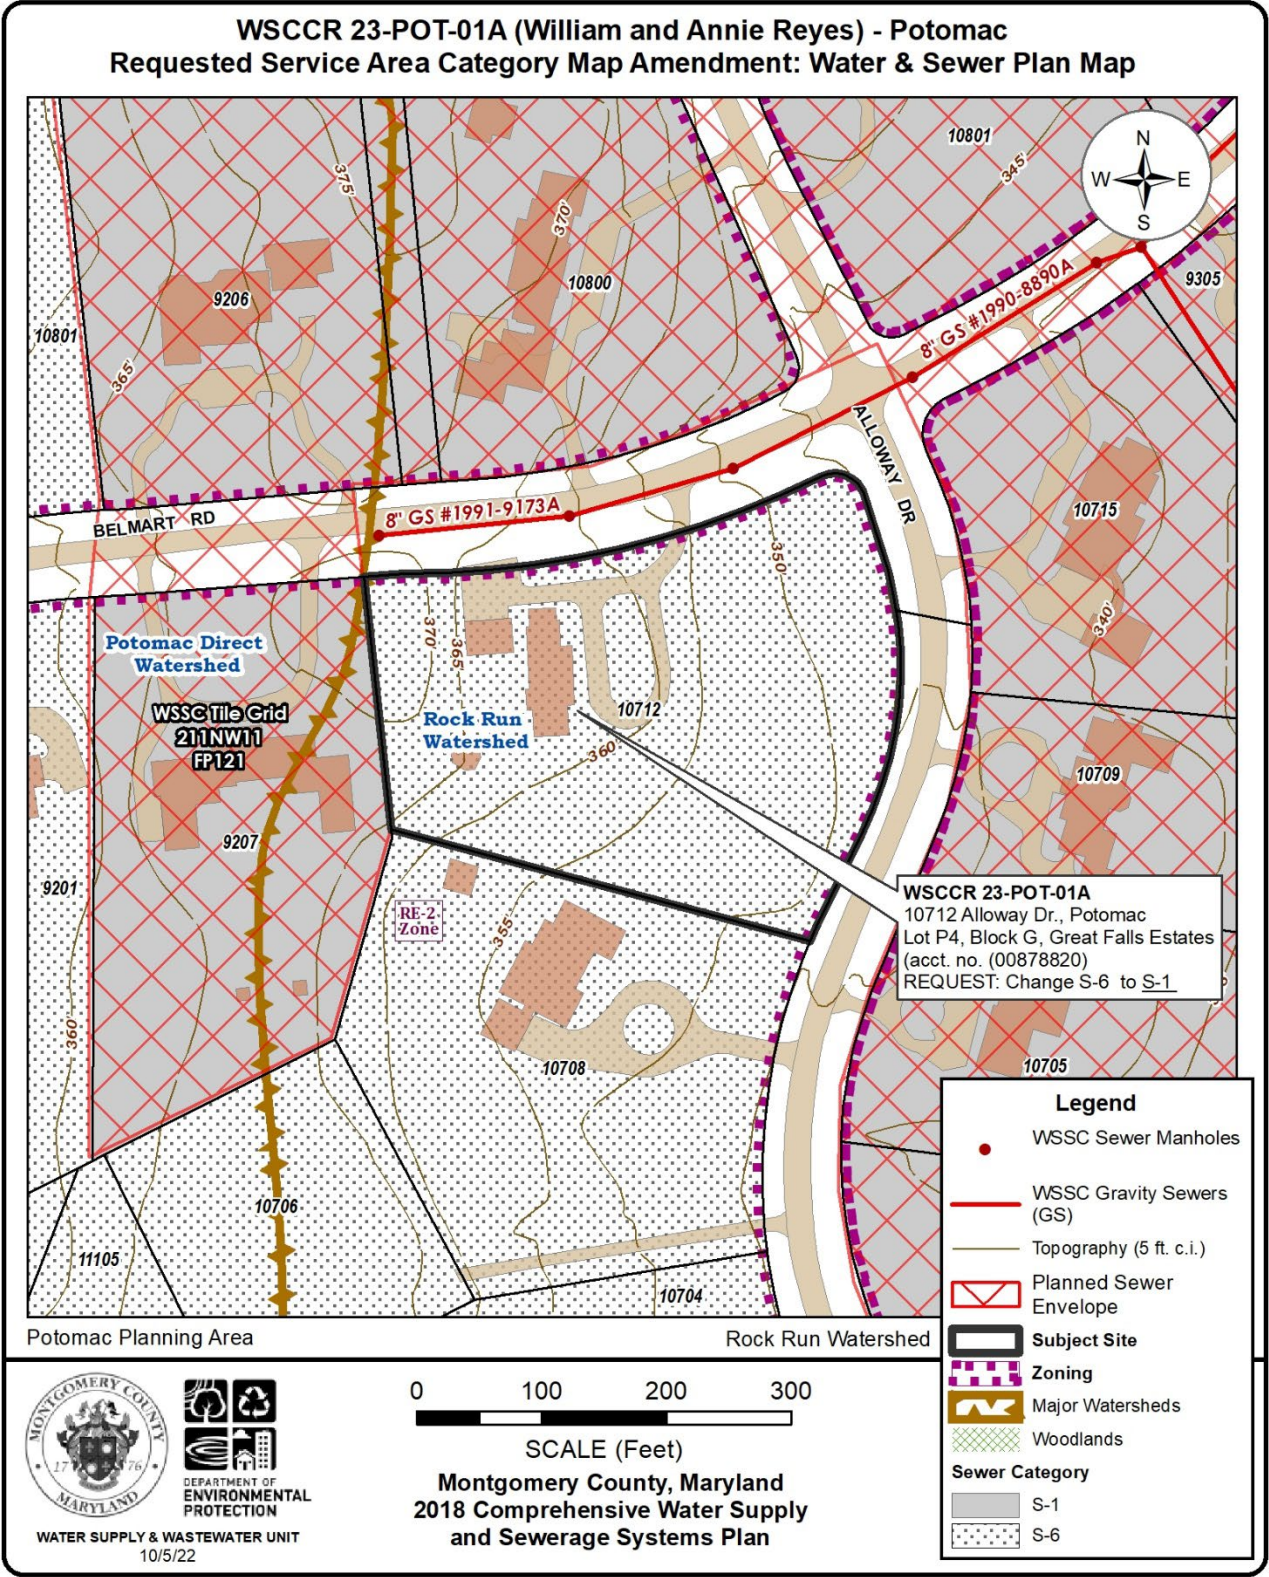 WSCCR 23-POT-01A (William and Annie Reyes) - Potomac
Requested Service Area Category Map Amendment: Water & Sewer Plan Map
N
W E
S
10801
345'
375'
370'
10800
9206
10801
365'
9305
8" GS #1990-8890A
ALLOWAY DR
8" GS #1991-9173A
BELMART RD
10715
350'
340'
370'
365'
Potomac Direct
Watershed
WSSC Tile Grid
211NW11
FP121
Rock Run
Watershed
10712
360'
10709
9207
9201
RE-2
Zone
355'
WSCCR 23-POT-01A
10712 Alloway Dr., Potomac
Lot P4, Block G, Great Falls Estates
(acct. no. (00878820)
REQUEST: Change S-6 to S-1
360'
10708
10705
10706
11105
10704
Potomac Planning Area
Rock Run Watershed
Legend
WSSC Sewer Manholes
WSSC Gravity Sewers
(GS)
Topography (5 ft. c.i.)
Planned Sewer
Envelope
Subject Site
Zoning
Major Watersheds
Woodlands
Sewer Category
S-1
S-6
MONTGOMERY COUNTY
17 76
MARYLAND
DEPARTMENT OF
ENVIRONMENTAL
PROTECTION
WATER SUPPLY & WASTEWATER UNIT
10/5/22
0 100 200 300
SCALE (Feet)
Montgomery County, Maryland
2018 Comprehensive Water Supply
and Sewerage Systems Plan